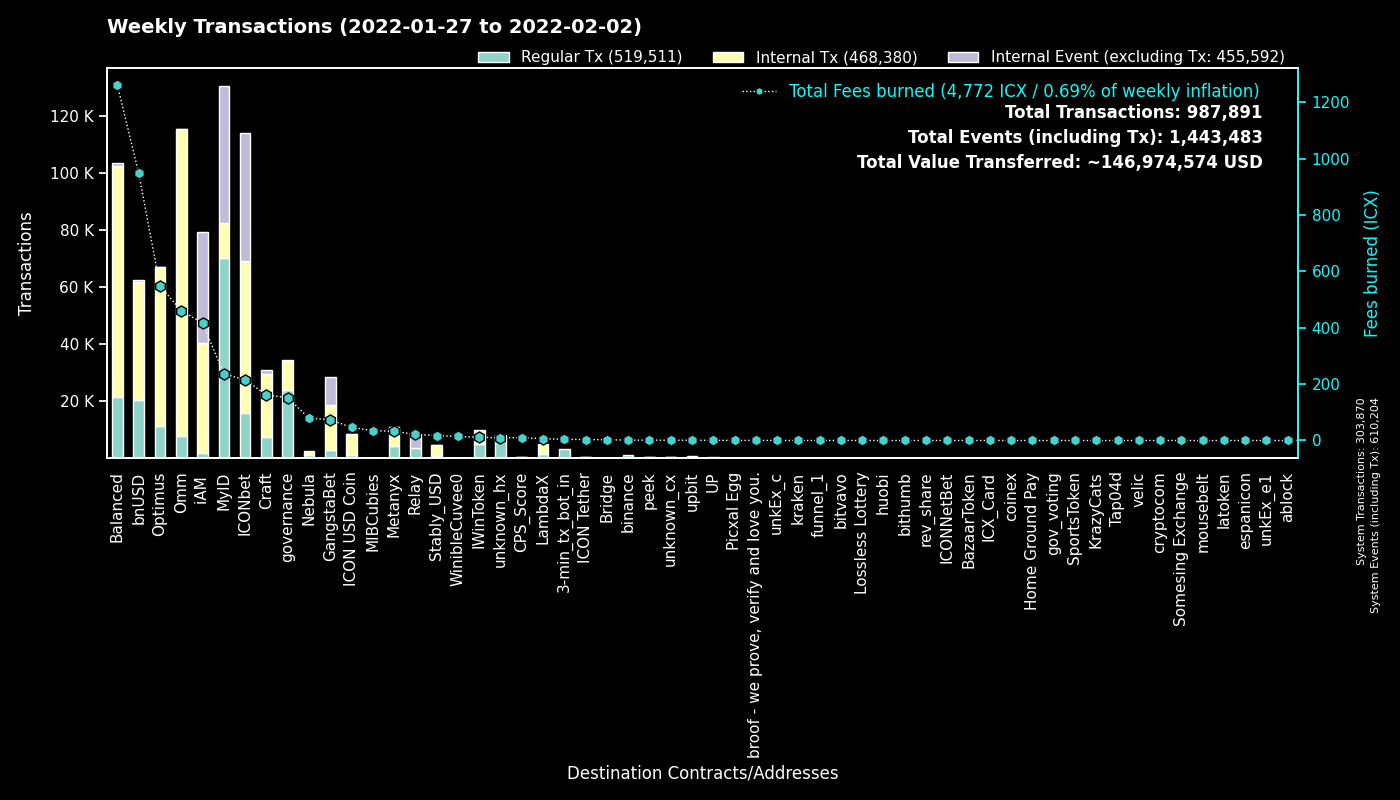 Weekly Transactions (2022-01-27 to 2022-02-02)
Regular Tx (519,511)
Internal Tx (468,380)
Internal Event (excluding Tx: 455,592)
Total Fees burned (4,772 ICX / 0.69% of weekly inflation)
Total Transactions: 987,891
Total Events (including Tx): 1,443,483
Total Value Transferred: ~146,974,574 USD
Transactions
120 K
100 K
80 K
60 K
40 K
20 K
1200
1000
800
600
400
200
0
Fees burned (ICX)
System Transactions: 303,870
System Events (including Tx): 610,204
Balanced
bnUSD
Optimus
Omm
iAM
MyID
ICONbet
Craft
governance
Nebula
GangstaBet
ICON USD Coin
MIBCubies
Metanyx
Relay
Stably_USD
WinibleCuvee0
IWinToken
unknown_hx
CPS_Score
LambdaX
3-min_tx_bot_in
ICON Tether
Bridge
binance
peek
unknown_cx
upbit
UP
Picxal Egg
broof - we prove, verify and love you.
unkEx_c
kraken
funnel_1
bitvavo
Lossless Lottery
huobi
bithumb
rev_share
ICONNetBet
BazaarToken
ICX_Card
coinex
Home Ground Pay
gov_voting
SportsToken
KrazyCats
Tap04d
velic
cryptocom
Somesing Exchange
mousebelt
latoken
espanicon
unkEx_e1
ablock
Destination Contracts/Addresses